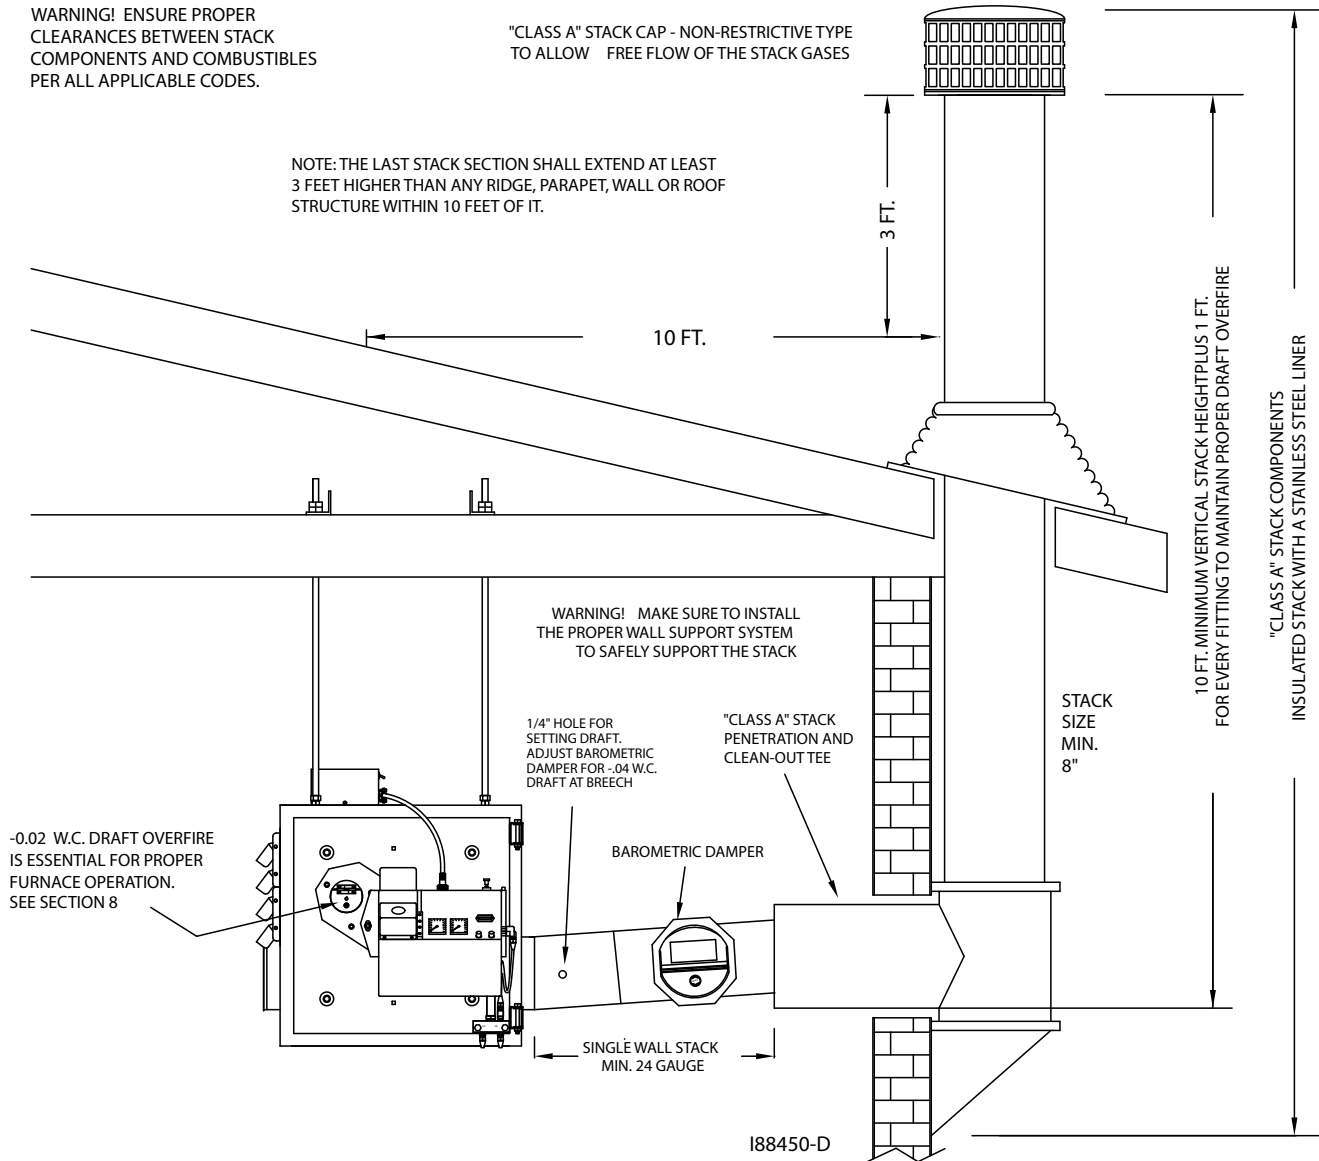 WARNING! ENSURE PROPER
CLEARANCES BETWEEN STACK
COMPONENTS AND COMBUSTIBLES
PER ALL APPLICABLE CODES.
"CLASS A" STACK CAP - NON-RESTRICTIVE TYPE
TO ALLOW FREE FLOW OF THE STACK GASES
NOTE: THE LAST STACK SECTION SHALL EXTEND AT LEAST
3 FEET HIGHER THAN ANY RIDGE, PARAPET, WALL OR ROOF
STRUCTURE WITHIN 10 FEET OF IT.
3 FT.
10 FT.
10 FT. MINIMUM VERTICAL STACK HEIGHTPLUS 1 FT.
FOR EVERY FITTING TO MAINTAIN PROPER DRAFT OVERFIRE
"CLASS A" STACK COMPONENTS
INSULATED STACK WITH A STAINLESS STEEL LINER
WARNING! MAKE SURE TO INSTALL
THE PROPER WALL SUPPORT SYSTEM
TO SAFELY SUPPORT THE STACK
STACK
SIZE
MIN.
8"
1/4" HOLE FOR
SETTING DRAFT.
ADJUST BAROMETRIC
DAMPER FOR -.04 W.C.
DRAFT AT BREECH
"CLASS A" STACK
PENETRATION AND
CLEAN-OUT TEE
-0.02 W.C. DRAFT OVERFIRE
IS ESSENTIAL FOR PROPER
FURNACE OPERATION.
SEE SECTION 8
BAROMETRIC DAMPER
SINGLE WALL STACK
MIN. 24 GAUGE
I88450-D